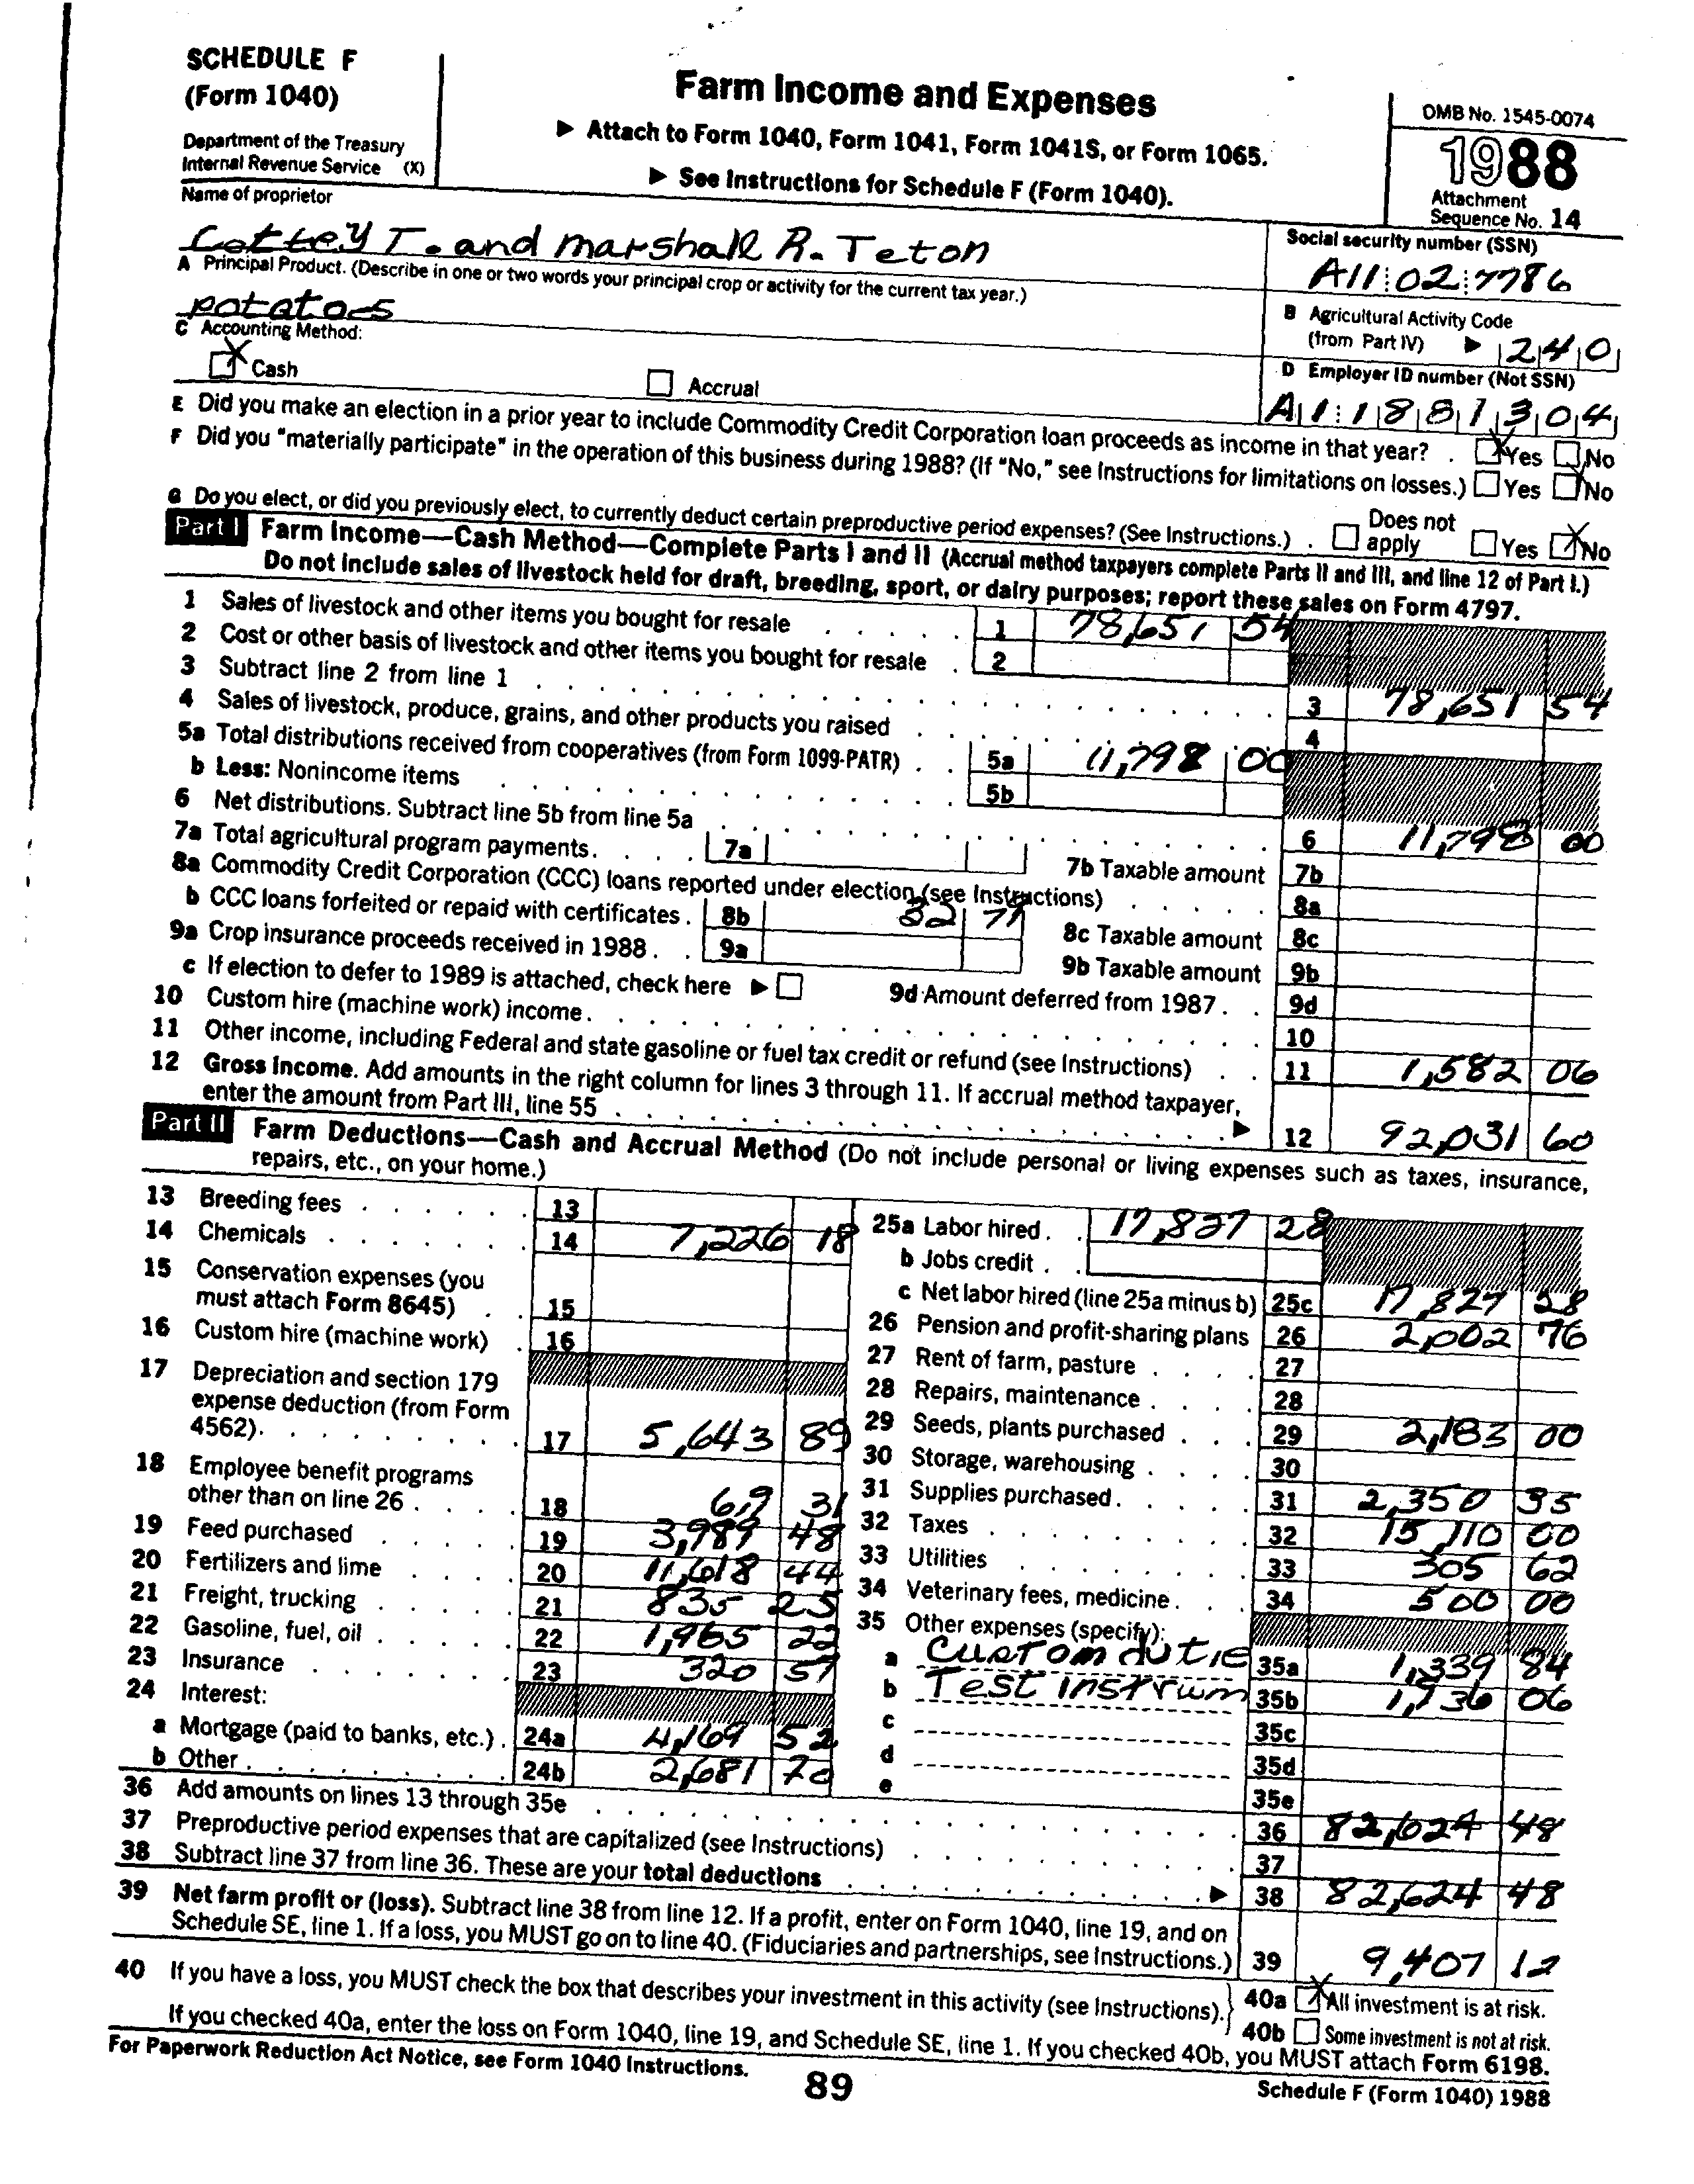 SCHEDULE F
(Form 1040)
Department of the Treasury
Internal Revenue Service (X)
Farm Income and Expenses
▶ Attach to Form 1040, Form 1041, Form 1041S, or Form 1065.
▶ See Instructions for Schedule F (Form 1040).
OMB No. 1545-0074
1988
Attachment
Sequence No. 14
Name of proprietor
Cottey T. and marshall R. Teton
Social security number (SSN)
A11 02 7786
A Principal Product. (Describe in one or two words your principal crop or activity for the current tax year.)
potatoes
B Agricultural Activity Code
(from Part IV) ▶ 240
C Accounting Method:
X Cash Accrual
D Employer ID number (Not SSN)
A1 1881304
E Did you make an election in a prior year to include Commodity Credit Corporation loan proceeds as income in that year? . X Yes No
F Did you "materially participate" in the operation of this business during 1988? (If "No," see Instructions for limitations on losses.) Yes X No
G Do you elect, or did you previously elect, to currently deduct certain preproductive period expenses? (See Instructions.) . Does not apply Yes X No
Part I Farm Income—Cash Method—Complete Parts I and II (Accrual method taxpayers complete Parts II and III, and line 12 of Part I.)
Do not include sales of livestock held for draft, breeding, sport, or dairy purposes; report these sales on Form 4797.
1 Sales of livestock and other items you bought for resale 1 78,651 54
2 Cost or other basis of livestock and other items you bought for resale 2
3 Subtract line 2 from line 1 3 78,651 54
4 Sales of livestock, produce, grains, and other products you raised 4
5a Total distributions received from cooperatives (from Form 1099-PATR) 5a 11,798 00
b Less: Nonincome items 5b
6 Net distributions. Subtract line 5b from line 5a 6 11,798 00
7a Total agricultural program payments. 7a 7b Taxable amount 7b
8a Commodity Credit Corporation (CCC) loans reported under election (see Instructions) 8a
b CCC loans forfeited or repaid with certificates. 8b 32 8c Taxable amount 8c
9a Crop insurance proceeds received in 1988 . 9a 9b Taxable amount 9b
c If election to defer to 1989 is attached, check here ▶ 9d Amount deferred from 1987 . 9d
10 Custom hire (machine work) income . 10
11 Other income, including Federal and state gasoline or fuel tax credit or refund (see Instructions) 11 1,582 06
12 Gross Income. Add amounts in the right column for lines 3 through 11. If accrual method taxpayer,
enter the amount from Part III, line 55 ▶ 12 92,031 60
Part II Farm Deductions—Cash and Accrual Method (Do not include personal or living expenses such as taxes, insurance,
repairs, etc., on your home.)
13 Breeding fees 13
14 Chemicals 14 7,226 18
15 Conservation expenses (you
must attach Form 8645) 15
16 Custom hire (machine work) 16
17 Depreciation and section 179
expense deduction (from Form
4562). 17 5,643 89
18 Employee benefit programs
other than on line 26 . 18 69 31
19 Feed purchased 19 3,989 48
20 Fertilizers and lime 20 11,618 44
21 Freight, trucking 21 835 25
22 Gasoline, fuel, oil 22 1,965 22
23 Insurance 23 320 57
24 Interest:
a Mortgage (paid to banks, etc.) . 24a 4,169 52
b Other . 24b 2,681 70
25a Labor hired . 17,827 28
b Jobs credit .
c Net labor hired (line 25a minus b) 25c 17,827 28
26 Pension and profit-sharing plans 26 2,002 76
27 Rent of farm, pasture 27
28 Repairs, maintenance 28
29 Seeds, plants purchased 29 2,183 00
30 Storage, warehousing 30
31 Supplies purchased . 31 2,350 35
32 Taxes 32 15,110 00
33 Utilities 33 305 62
34 Veterinary fees, medicine . 34 500 00
35 Other expenses (specify):
a Custom dutie 35a 1,339 84
b Test instrum 35b 1,736 06
c 35c
d 35d
e 35e
36 Add amounts on lines 13 through 35e 36 82,624 48
37 Preproductive period expenses that are capitalized (see Instructions) 37
38 Subtract line 37 from line 36. These are your total deductions ▶ 38 82,624 48
39 Net farm profit or (loss). Subtract line 38 from line 12. If a profit, enter on Form 1040, line 19, and on
Schedule SE, line 1. If a loss, you MUST go on to line 40. (Fiduciaries and partnerships, see Instructions.) 39 9,407 12
40 If you have a loss, you MUST check the box that describes your investment in this activity (see Instructions). 40a X All investment is at risk.
40b Some investment is not at risk.
If you checked 40a, enter the loss on Form 1040, line 19, and Schedule SE, line 1. If you checked 40b, you MUST attach Form 6198.
For Paperwork Reduction Act Notice, see Form 1040 Instructions.
89
Schedule F (Form 1040) 1988